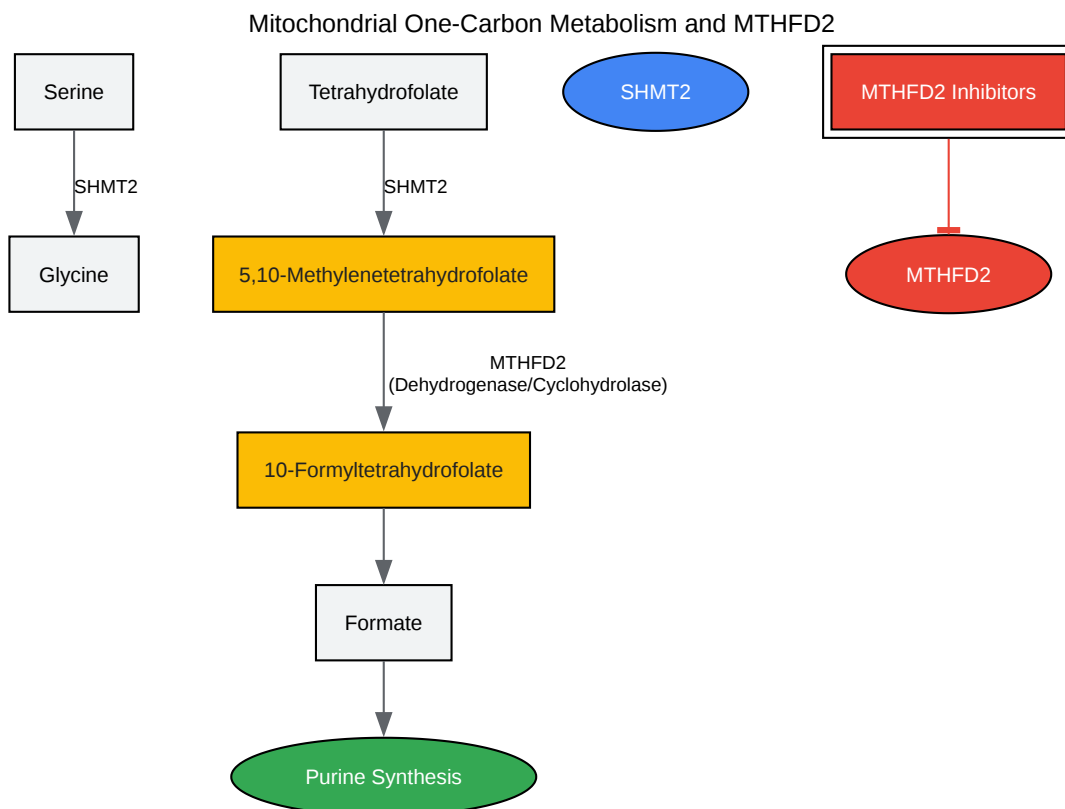 Mitochondrial One-Carbon Metabolism and MTHFD2
Serine
Tetrahydrofolate
SHMT2
MTHFD2 Inhibitors
SHMT2
SHMT2
Glycine
5,10-Methylenetetrahydrofolate
MTHFD2
MTHFD2
(Dehydrogenase/Cyclohydrolase)
10-Formyltetrahydrofolate
Formate
Purine Synthesis